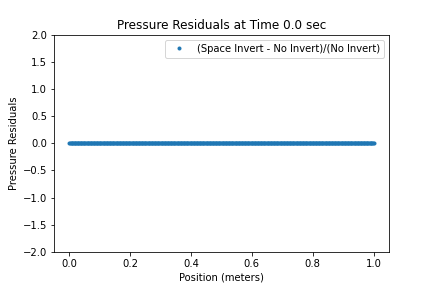 Pressure Residuals at Time 0.0 sec
(Space Invert - No Invert)/(No Invert)
Pressure Residuals
2.0
1.5
1.0
0.5
0.0
−0.5
−1.0
−1.5
−2.0
0.0 0.2 0.4 0.6 0.8 1.0
Position (meters)